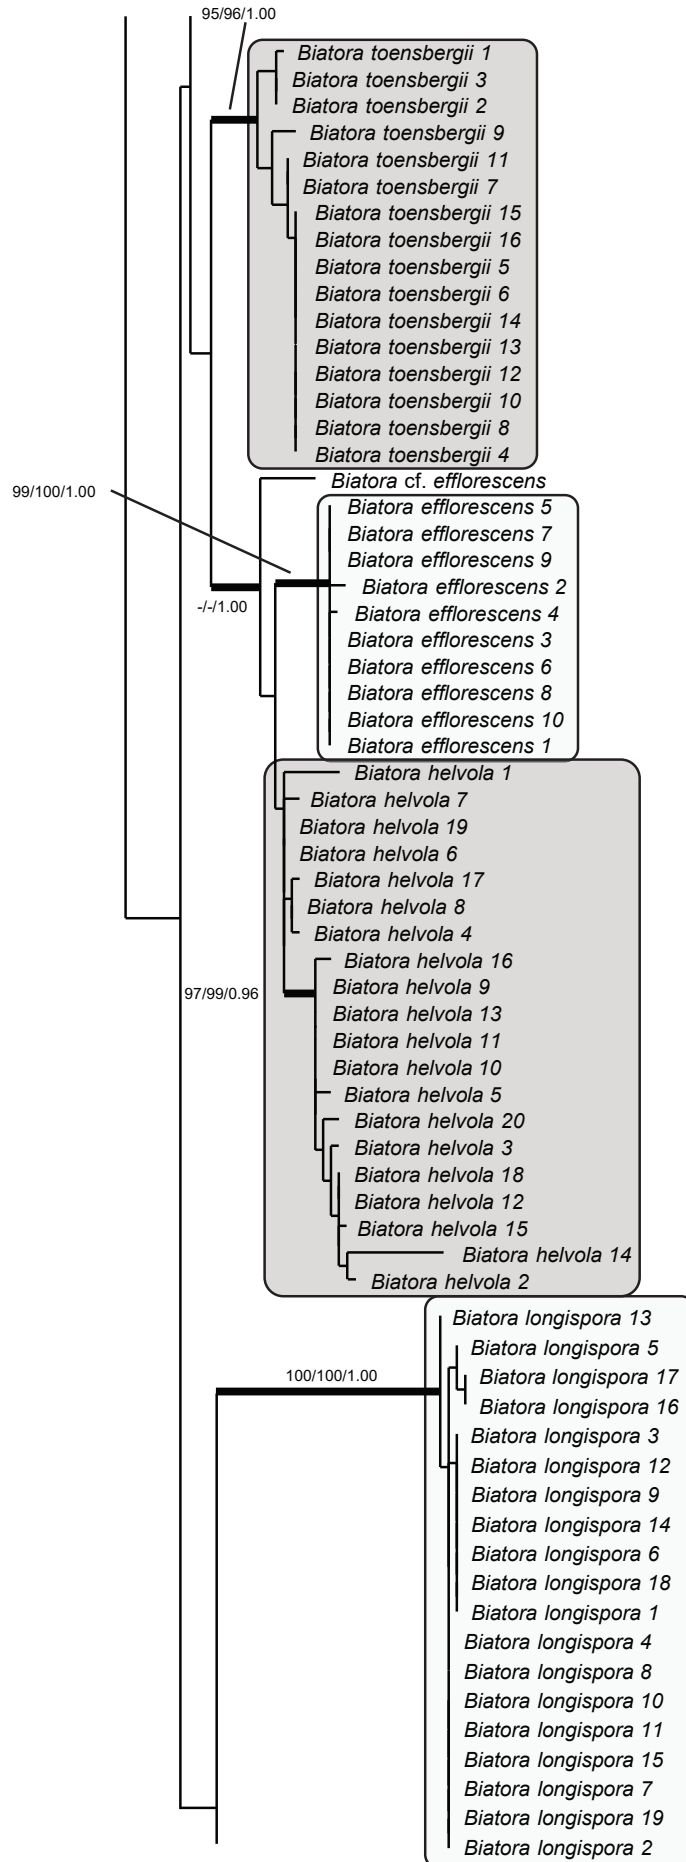 95/96/1.00
Biatora toensbergii 1
Biatora toensbergii 3
Biatora toensbergii 2
Biatora toensbergii 9
Biatora toensbergii 11
Biatora toensbergii 7
Biatora toensbergii 15
Biatora toensbergii 16
Biatora toensbergii 5
Biatora toensbergii 6
Biatora toensbergii 14
Biatora toensbergii 13
Biatora toensbergii 12
Biatora toensbergii 10
Biatora toensbergii 8
Biatora toensbergii 4
Biatora cf. efflorescens
99/100/1.00
Biatora efflorescens 5
Biatora efflorescens 7
Biatora efflorescens 9
Biatora efflorescens 2
-/-/1.00
Biatora efflorescens 4
Biatora efflorescens 3
Biatora efflorescens 6
Biatora efflorescens 8
Biatora efflorescens 10
Biatora efflorescens 1
Biatora helvola 1
Biatora helvola 7
Biatora helvola 19
Biatora helvola 6
Biatora helvola 17
Biatora helvola 8
Biatora helvola 4
Biatora helvola 16
97/99/0.96
Biatora helvola 9
Biatora helvola 13
Biatora helvola 11
Biatora helvola 10
Biatora helvola 5
Biatora helvola 20
Biatora helvola 3
Biatora helvola 18
Biatora helvola 12
Biatora helvola 15
Biatora helvola 14
Biatora helvola 2
Biatora longispora 13
Biatora longispora 5
100/100/1.00
Biatora longispora 17
Biatora longispora 16
Biatora longispora 3
Biatora longispora 12
Biatora longispora 9
Biatora longispora 14
Biatora longispora 6
Biatora longispora 18
Biatora longispora 1
Biatora longispora 4
Biatora longispora 8
Biatora longispora 10
Biatora longispora 11
Biatora longispora 15
Biatora longispora 7
Biatora longispora 19
Biatora longispora 2